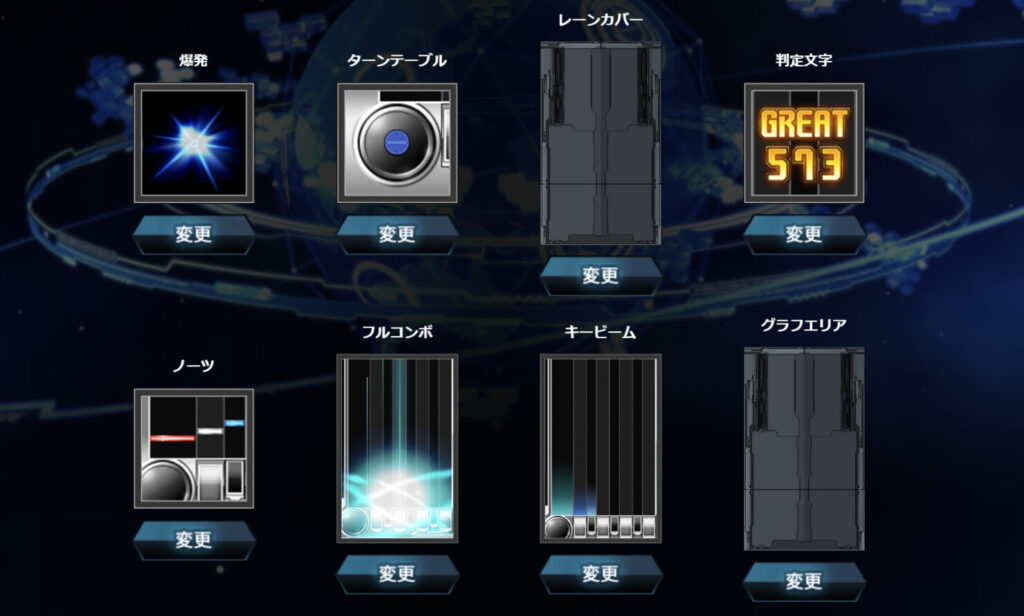 レーンカバー
爆発
ターンテーブル
判定文字
GREAT
573
変更
変更
変更
変更
グラフエリア
フルコンボ
キービーム
ノーツ
変更
変更
変更
変更